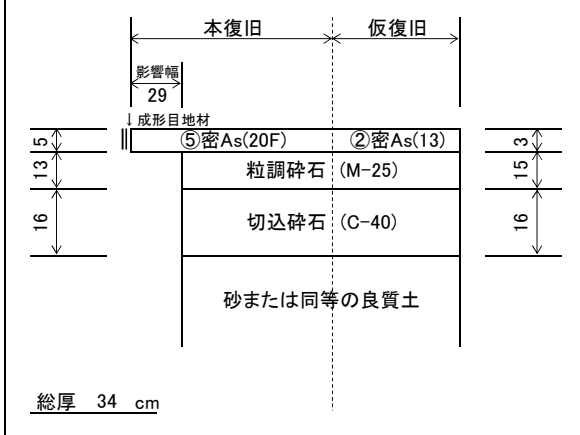 本復旧 仮復旧
影響幅
29
↓成形目地材
5 ⑤密As(20F) ②密As(13) 3
13 粒調砕石 (M-25) 15
16 切込砕石 (C-40) 16
砂または同等の良質土
総厚 34 cm